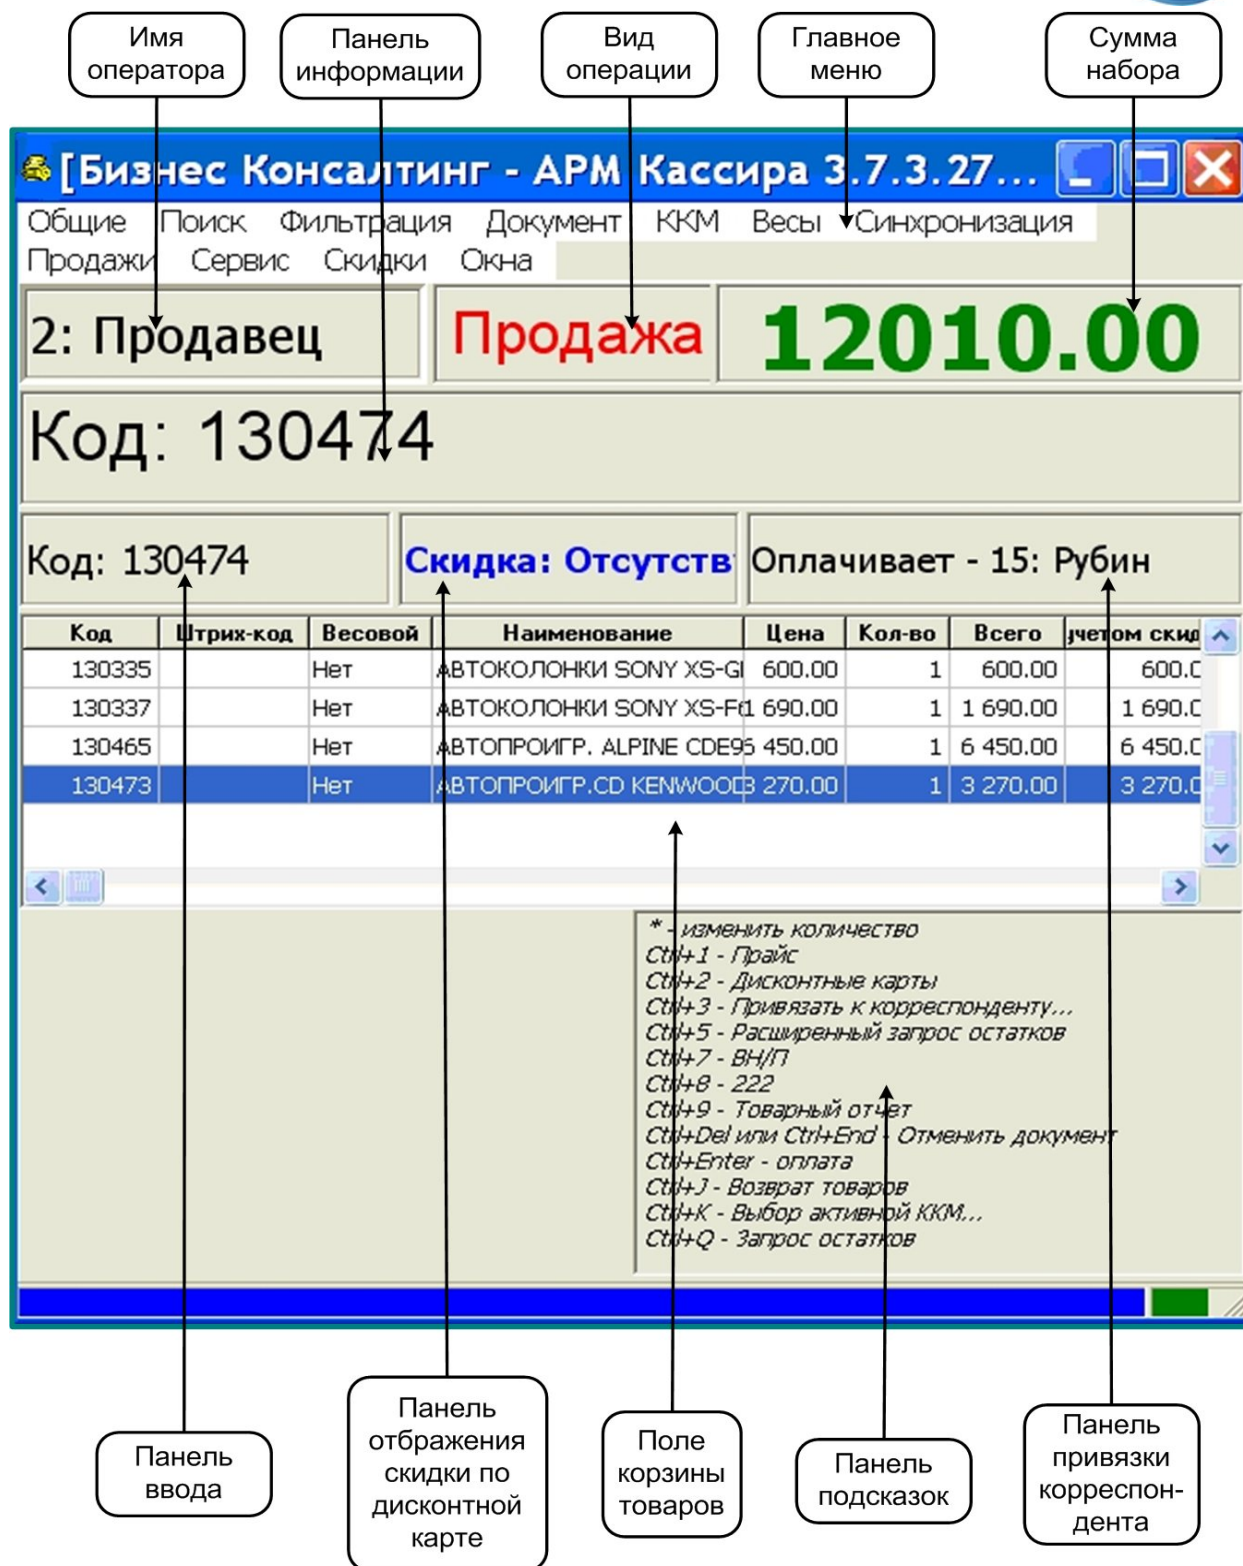 Имя
оператора
Панель
информации
Вид
операции
Главное
меню
Сумма
набора
[Бизнес Консалтинг - АРМ Кассира 3.7.3.27...
Общие Поиск Фильтрация Документ ККМ Весы Синхронизация
Продажи Сервис Скидки Окна
2: Продавец Продажа 12010.00
Код: 130474
Код: 130474 Скидка: Отсутств Оплачивает - 15: Рубин
Код Штрих-код Весовой Наименование Цена Кол-во Всего учетом скид
130335 Нет АВТОКОЛОНКИ SONY XS-G 600.00 1 600.00 600.0
130337 Нет АВТОКОЛОНКИ SONY XS-F 1 690.00 1 1 690.00 1 690.0
130465 Нет АВТОПРОИГР. ALPINE CDE9 6 450.00 1 6 450.00 6 450.0
130473 Нет АВТОПРОИГР.CD KENWOOD 3 270.00 1 3 270.00 3 270.0
* - изменить количество
Ctrl+1 - Прайс
Ctrl+2 - Дисконтные карты
Ctrl+3 - Привязать к корреспонденту...
Ctrl+5 - Расширенный запрос остатков
Ctrl+7 - ВН/П
Ctrl+8 - 222
Ctrl+9 - Товарный отчет
Ctrl+Del или Ctrl+End - Отменить документ
Ctrl+Enter - оплата
Ctrl+J - Возврат товаров
Ctrl+K - Выбор активной ККМ...
Ctrl+Q - Запрос остатков
Панель
ввода
Панель
отбражения
скидки по
дисконтной
карте
Поле
корзины
товаров
Панель
подсказок
Панель
привязки
корреспон-
дента